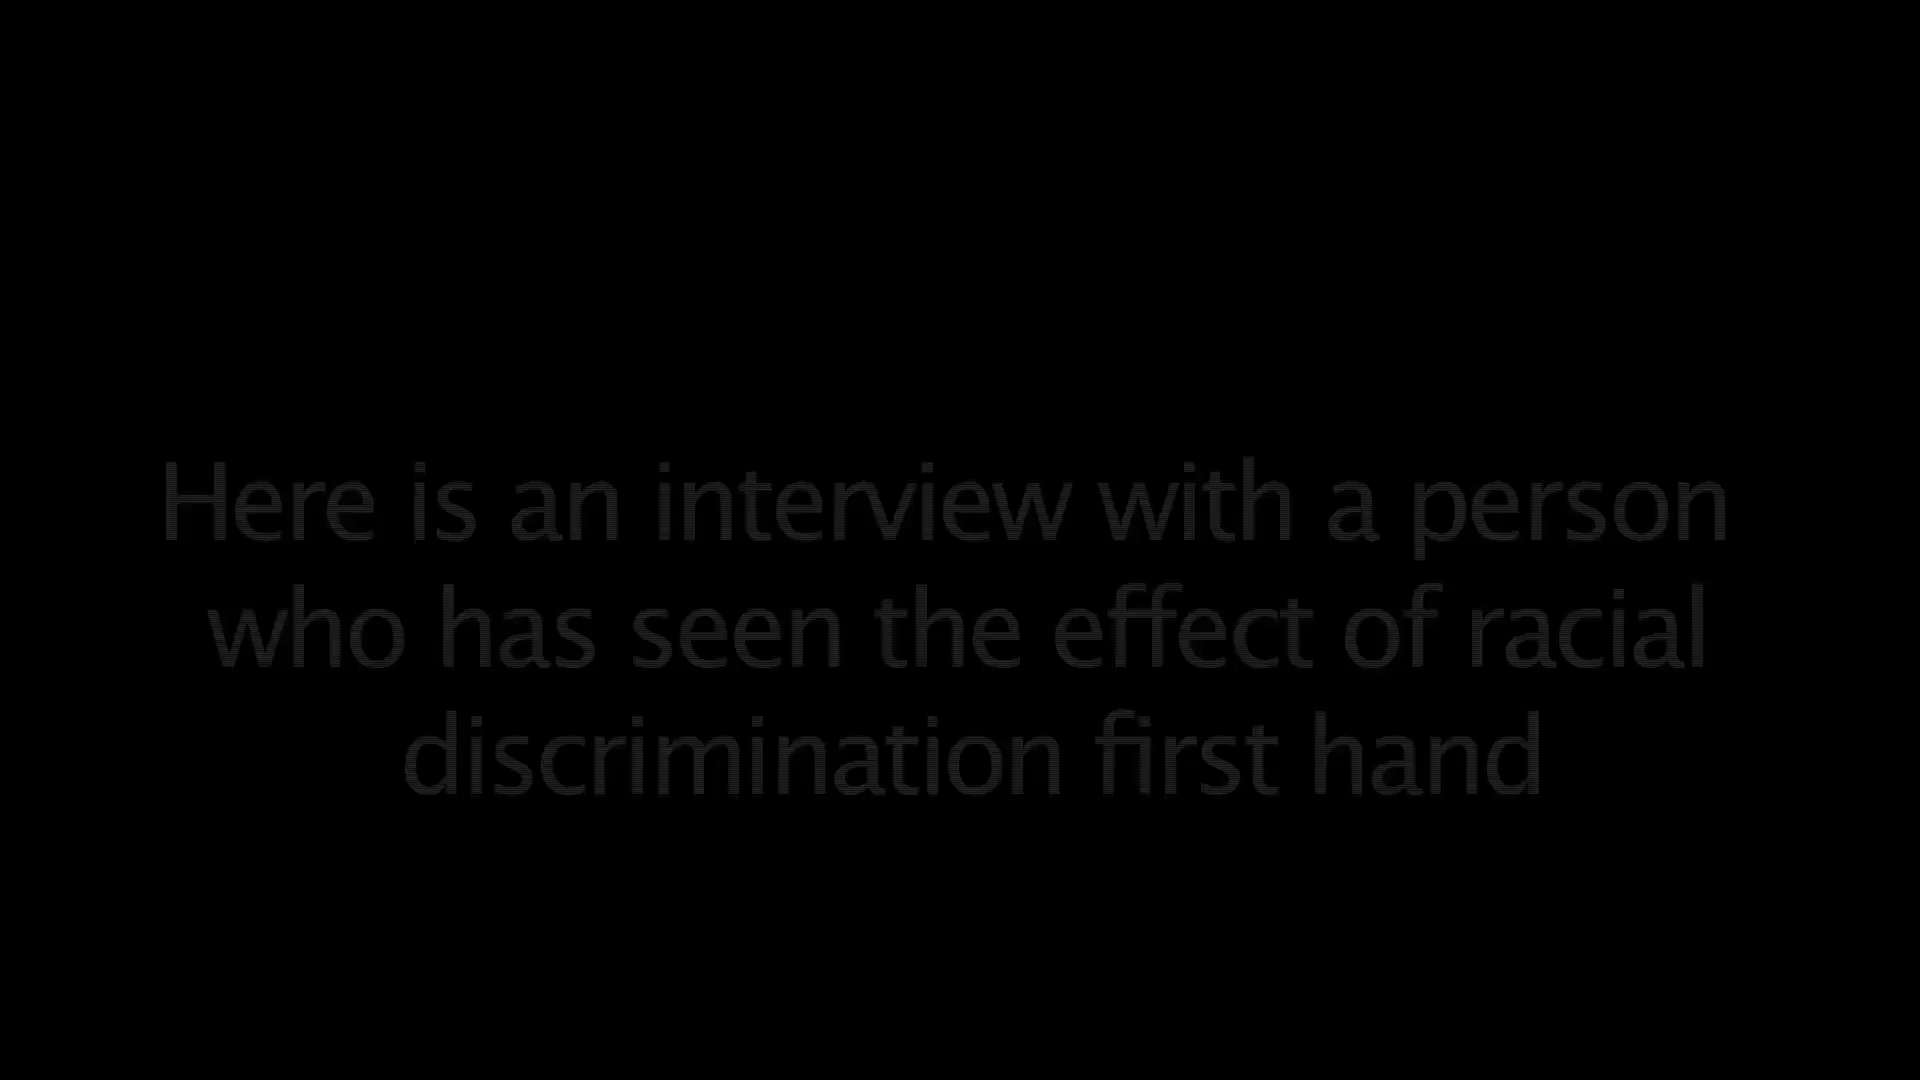 Here is an interview with a person
who has seen the effect of racial
discrimination first hand